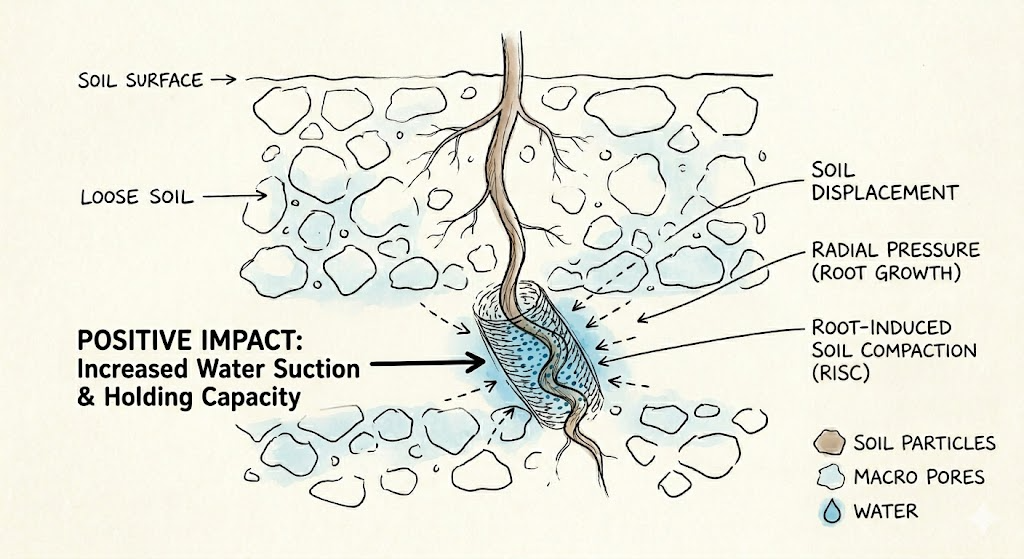 SOIL SURFACE
LOOSE SOIL
POSITIVE IMPACT:
Increased Water Suction
& Holding Capacity
SOIL
DISPLACEMENT
RADIAL PRESSURE
(ROOT GROWTH)
ROOT-INDUCED
SOIL COMPACTION
(RISC)
SOIL PARTICLES
MACRO PORES
WATER